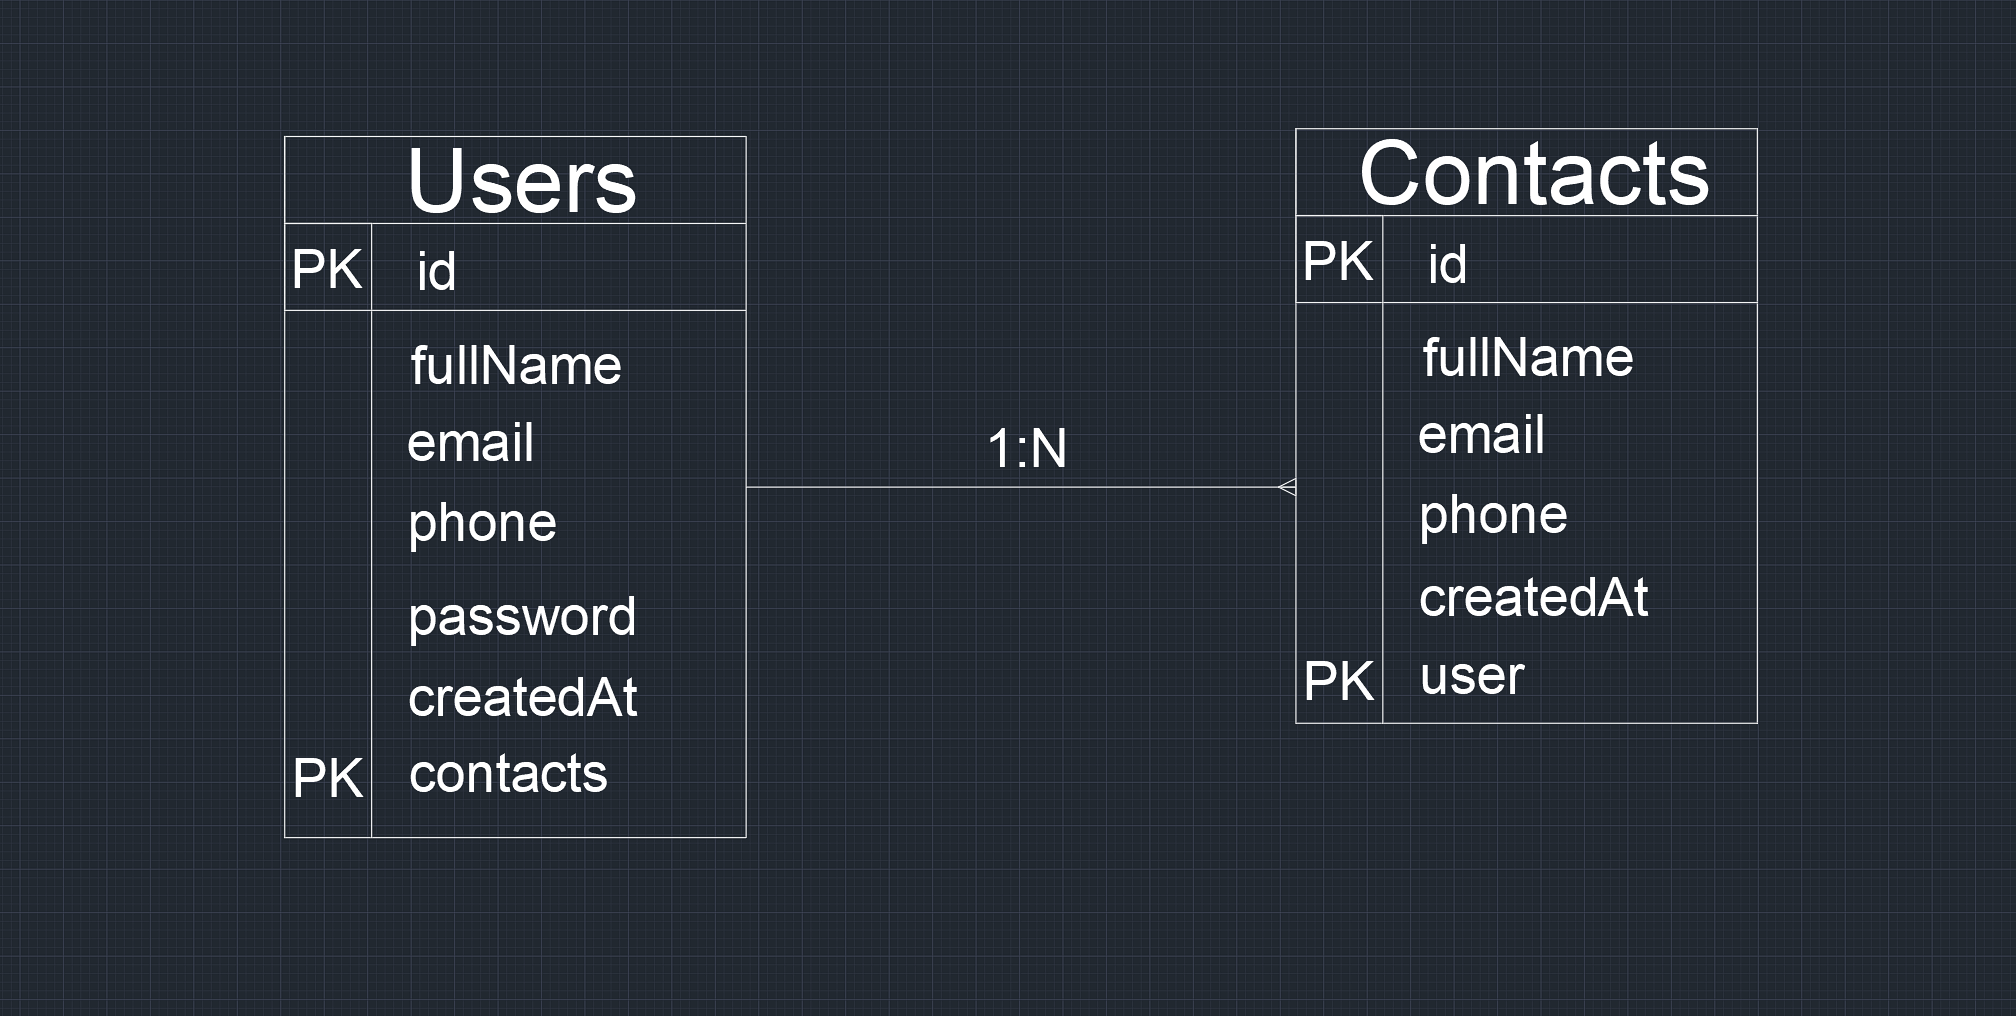 Users
PK id
fullName
email
phone
password
createdAt
PK contacts
1:N
Contacts
PK id
fullName
email
phone
createdAt
PK user